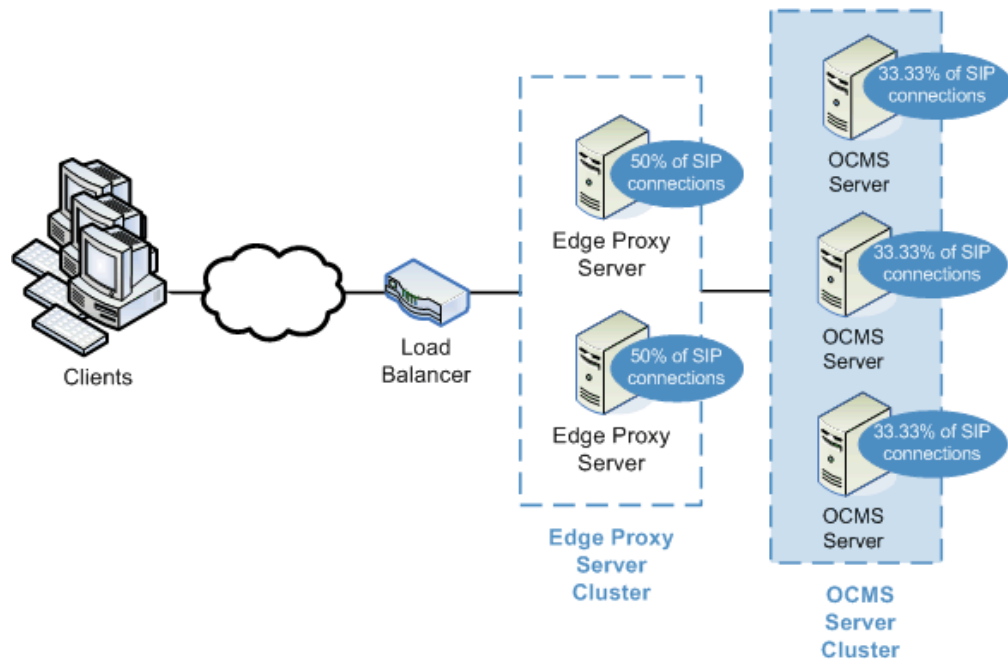 Clients
Load
Balancer
50% of SIP
connections
Edge Proxy
Server
50% of SIP
connections
Edge Proxy
Server
Edge Proxy
Server
Cluster
33.33% of SIP
connections
OCMS
Server
33.33% of SIP
connections
OCMS
Server
33.33% of SIP
connections
OCMS
Server
OCMS
Server
Cluster